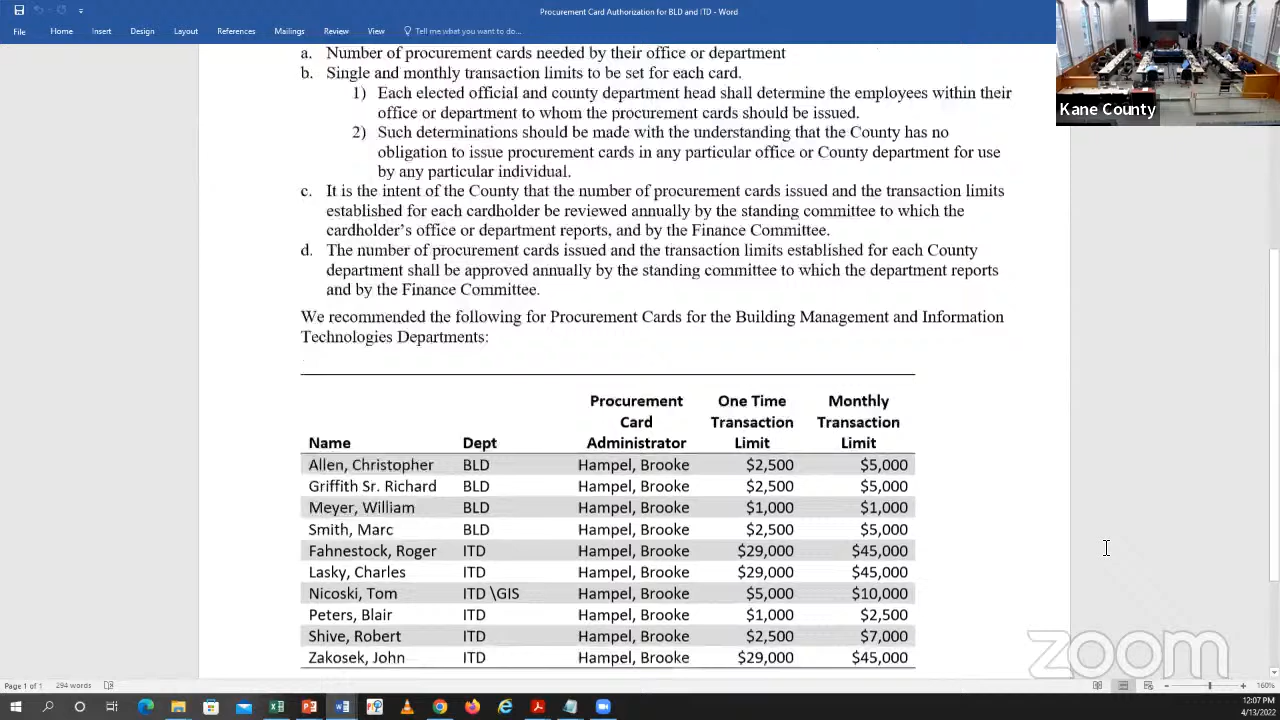 Procurement Card Authorization for BLD and ITD - Word
File Home Insert Design Layout References Mailings Review View Tell me what you want to do...
Kane County
a. Number of procurement cards needed by their office or department
b. Single and monthly transaction limits to be set for each card.
1) Each elected official and county department head shall determine the employees within their
office or department to whom the procurement cards should be issued.
2) Such determinations should be made with the understanding that the County has no
obligation to issue procurement cards in any particular office or County department for use
by any particular individual.
c. It is the intent of the County that the number of procurement cards issued and the transaction limits
established for each cardholder be reviewed annually by the standing committee to which the
cardholder's office or department reports, and by the Finance Committee.
d. The number of procurement cards issued and the transaction limits established for each County
department shall be approved annually by the standing committee to which the department reports
and by the Finance Committee.
We recommended the following for Procurement Cards for the Building Management and Information
Technologies Departments:
Procurement One Time Monthly
Card Transaction Transaction
Name Dept Administrator Limit Limit
Allen, Christopher BLD Hampel, Brooke $2,500 $5,000
Griffith Sr. Richard BLD Hampel, Brooke $2,500 $5,000
Meyer, William BLD Hampel, Brooke $1,000 $1,000
Smith, Marc BLD Hampel, Brooke $2,500 $5,000
Fahnestock, Roger ITD Hampel, Brooke $29,000 $45,000
Lasky, Charles ITD Hampel, Brooke $29,000 $45,000
Nicoski, Tom ITD \GIS Hampel, Brooke $5,000 $10,000
Peters, Blair ITD Hampel, Brooke $1,000 $2,500
Shive, Robert ITD Hampel, Brooke $2,500 $7,000
Zakosek, John ITD Hampel, Brooke $29,000 $45,000
zoom
Page 1 of 1 294 words 160%
12:07 PM
4/13/2022